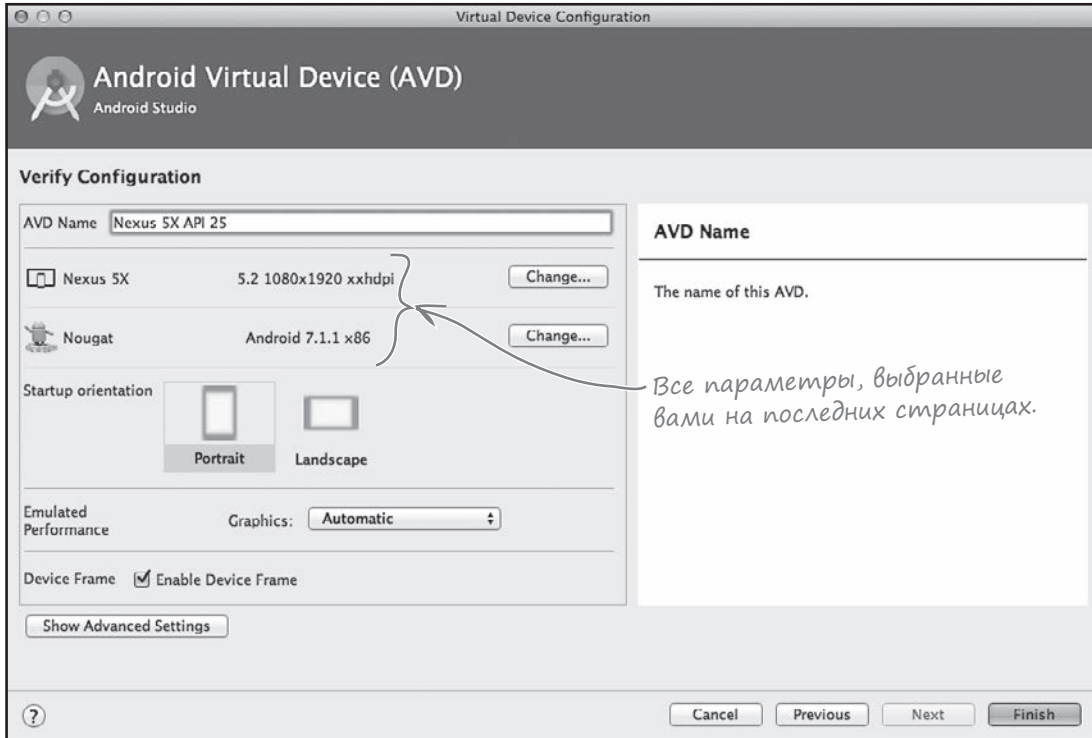 Virtual Device Configuration
Android Virtual Device (AVD)
Android Studio
Verify Configuration
AVD Name Nexus 5X API 25
Nexus 5X 5.2 1080x1920 xxhdpi Change...
Nougat Android 7.1.1 x86 Change...
Startup orientation
Portrait Landscape
Emulated
Performance
Graphics: Automatic
Device Frame Enable Device Frame
Show Advanced Settings
AVD Name
The name of this AVD.
Все параметры, выбранные
вами на последних страницах.
? Cancel Previous Next Finish